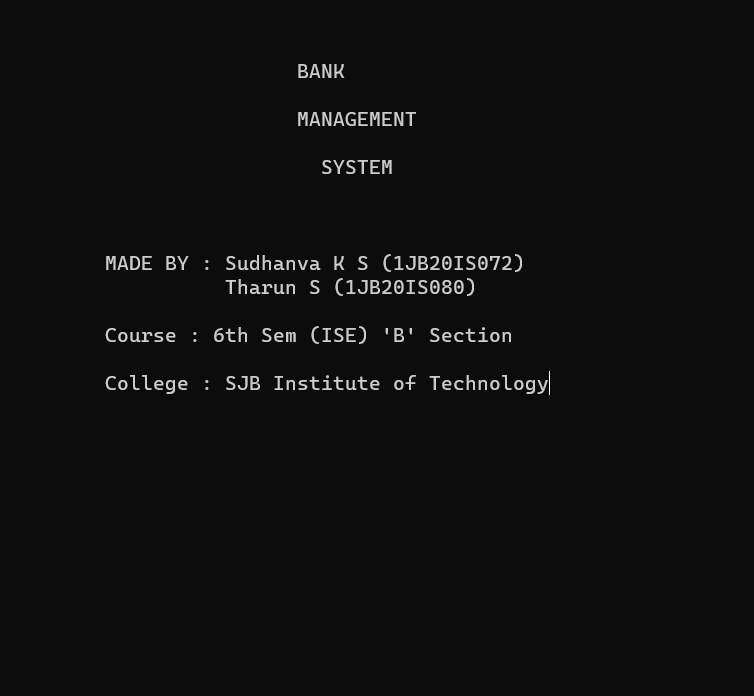 BANK
MANAGEMENT
SYSTEM
MADE BY : Sudhanva K S (1JB20IS072)
Tharun S (1JB20IS080)
Course : 6th Sem (ISE) 'B' Section
College : SJB Institute of Technology